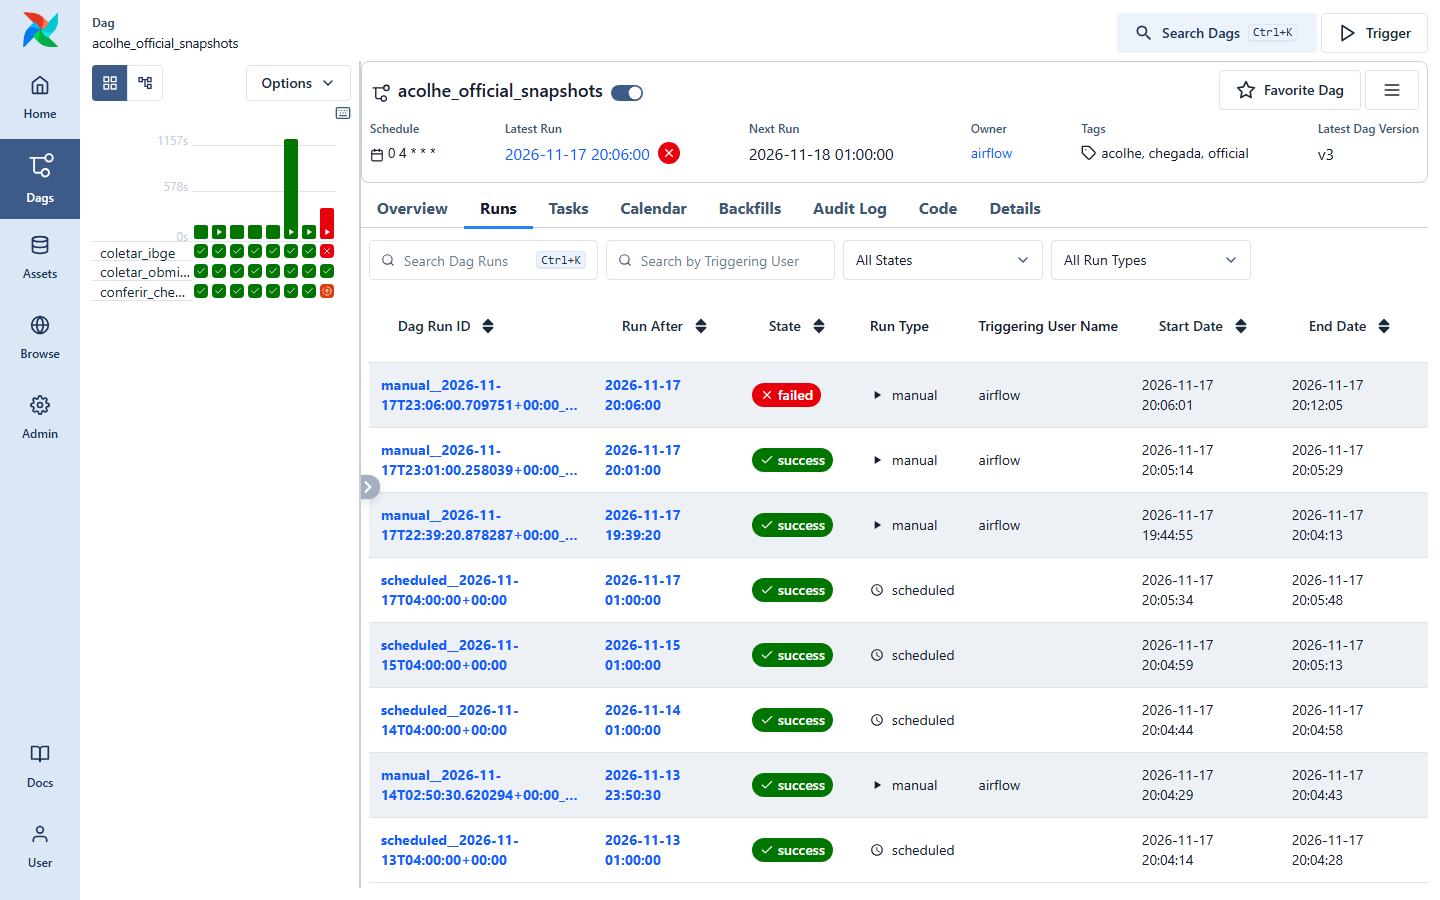 Dag
acolhe_official_snapshots
Search Dags Ctrl+K
Trigger
Home
Dags
Assets
Browse
Admin
Docs
User
Options
1157s
578s
0s
coletar_ibge
coletar_obmi...
conferir_che...
acolhe_official_snapshots
Favorite Dag
Schedule
0 4 * * *
Latest Run
2026-11-17 20:06:00
Next Run
2026-11-18 01:00:00
Owner
airflow
Tags
acolhe, chegada, official
Latest Dag Version
v3
Overview Runs Tasks Calendar Backfills Audit Log Code Details
Search Dag Runs Ctrl+K
Search by Triggering User
All States
All Run Types
Dag Run ID Run After State Run Type Triggering User Name Start Date End Date
manual__2026-11-
17T23:06:00.709751+00:00_...
2026-11-17
20:06:00
failed
manual
airflow
2026-11-17
20:06:01
2026-11-17
20:12:05
manual__2026-11-
17T23:01:00.258039+00:00_...
2026-11-17
20:01:00
success
manual
airflow
2026-11-17
20:05:14
2026-11-17
20:05:29
manual__2026-11-
17T22:39:20.878287+00:00_...
2026-11-17
19:39:20
success
manual
airflow
2026-11-17
19:44:55
2026-11-17
20:04:13
scheduled__2026-11-
17T04:00:00+00:00
2026-11-17
01:00:00
success
scheduled
2026-11-17
20:05:34
2026-11-17
20:05:48
scheduled__2026-11-
15T04:00:00+00:00
2026-11-15
01:00:00
success
scheduled
2026-11-17
20:04:59
2026-11-17
20:05:13
scheduled__2026-11-
14T04:00:00+00:00
2026-11-14
01:00:00
success
scheduled
2026-11-17
20:04:44
2026-11-17
20:04:58
manual__2026-11-
14T02:50:30.620294+00:00_...
2026-11-13
23:50:30
success
manual
airflow
2026-11-17
20:04:29
2026-11-17
20:04:43
scheduled__2026-11-
13T04:00:00+00:00
2026-11-13
01:00:00
success
scheduled
2026-11-17
20:04:14
2026-11-17
20:04:28